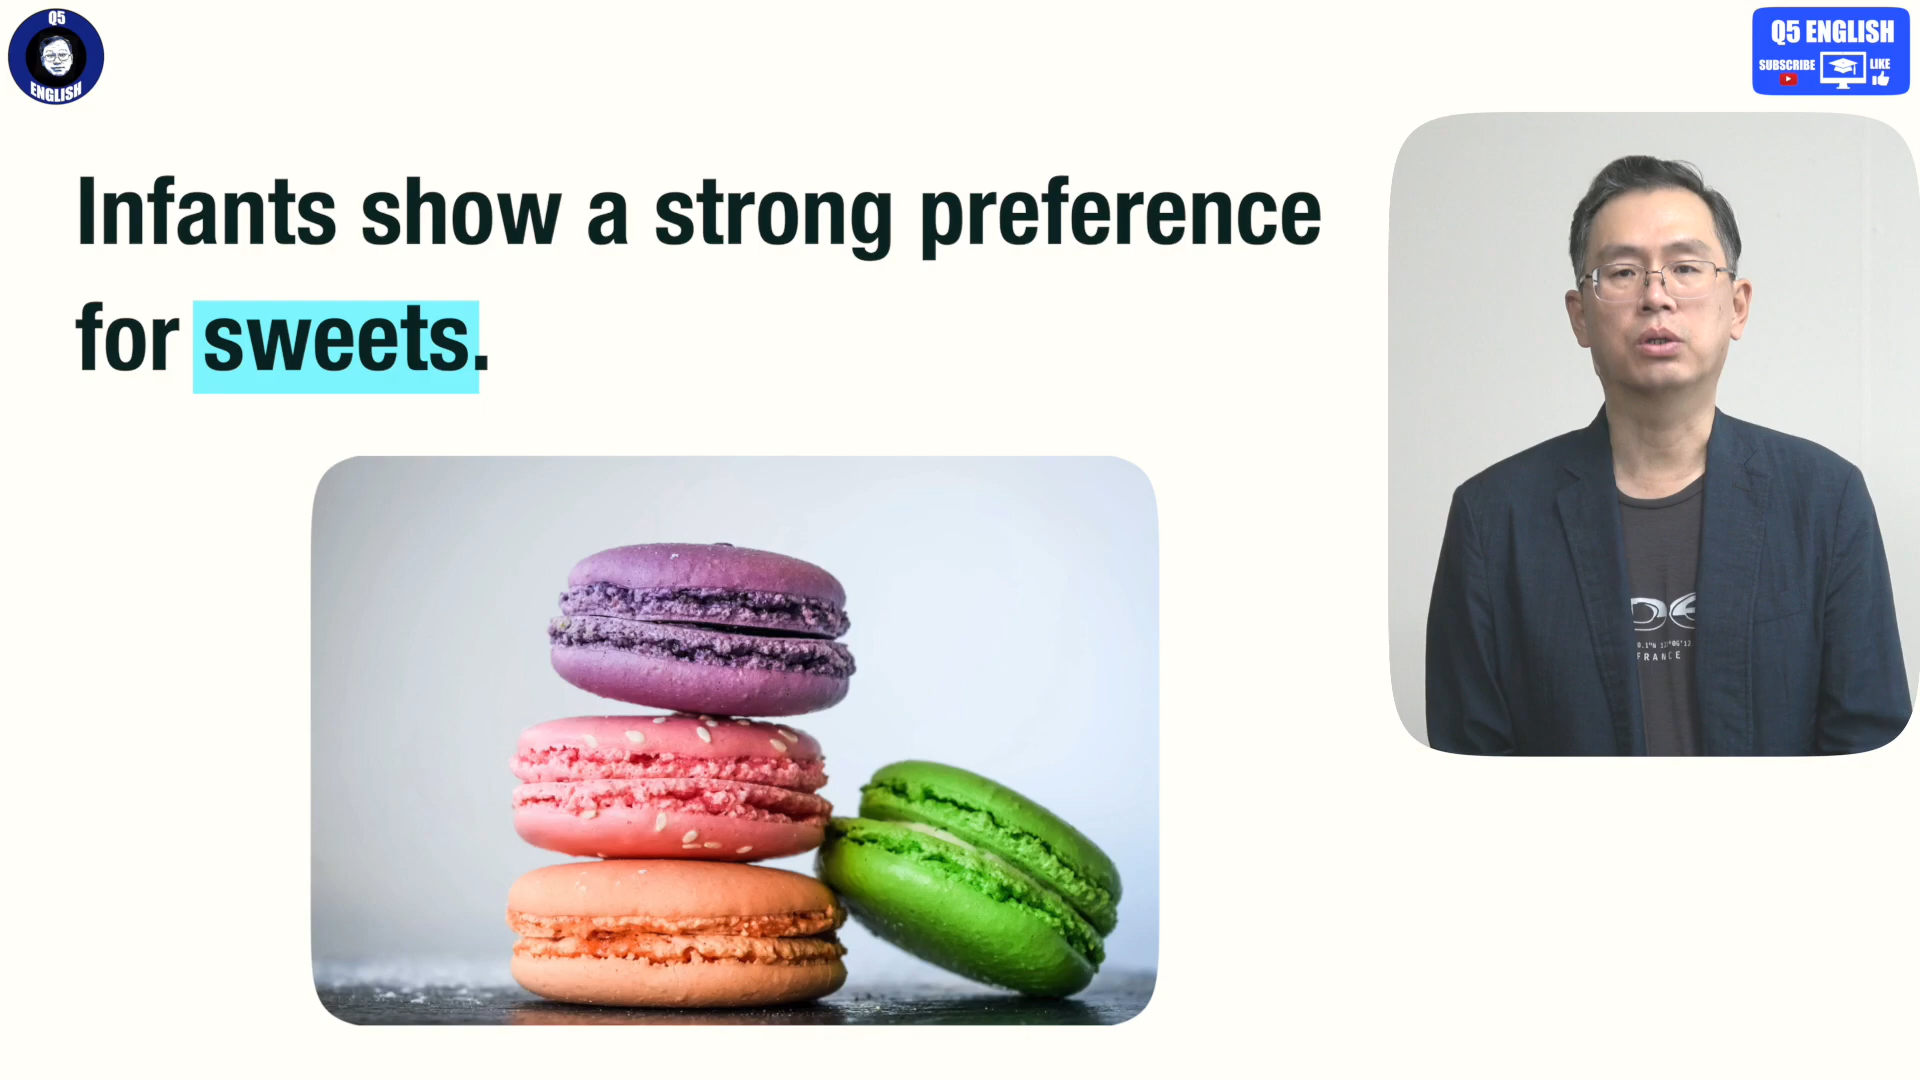 Q5
ENGLISH
Q5 ENGLISH
SUBSCRIBE
LIKE
Infants show a strong preference
for sweets.
FRANCE